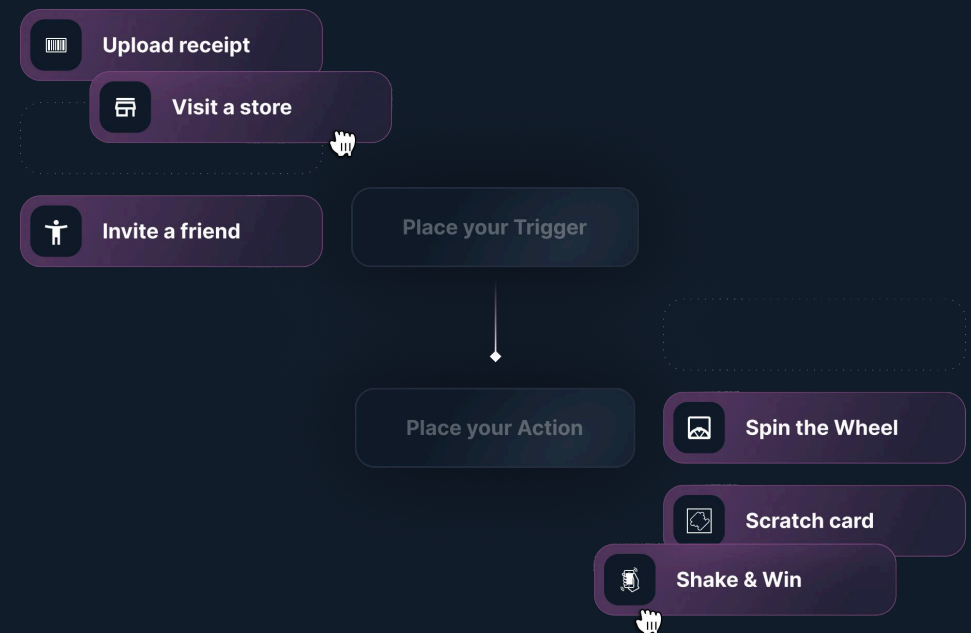 Upload receipt
Visit a store
Invite a friend
Place your Trigger
Place your Action
Spin the Wheel
Scratch card
Shake & Win